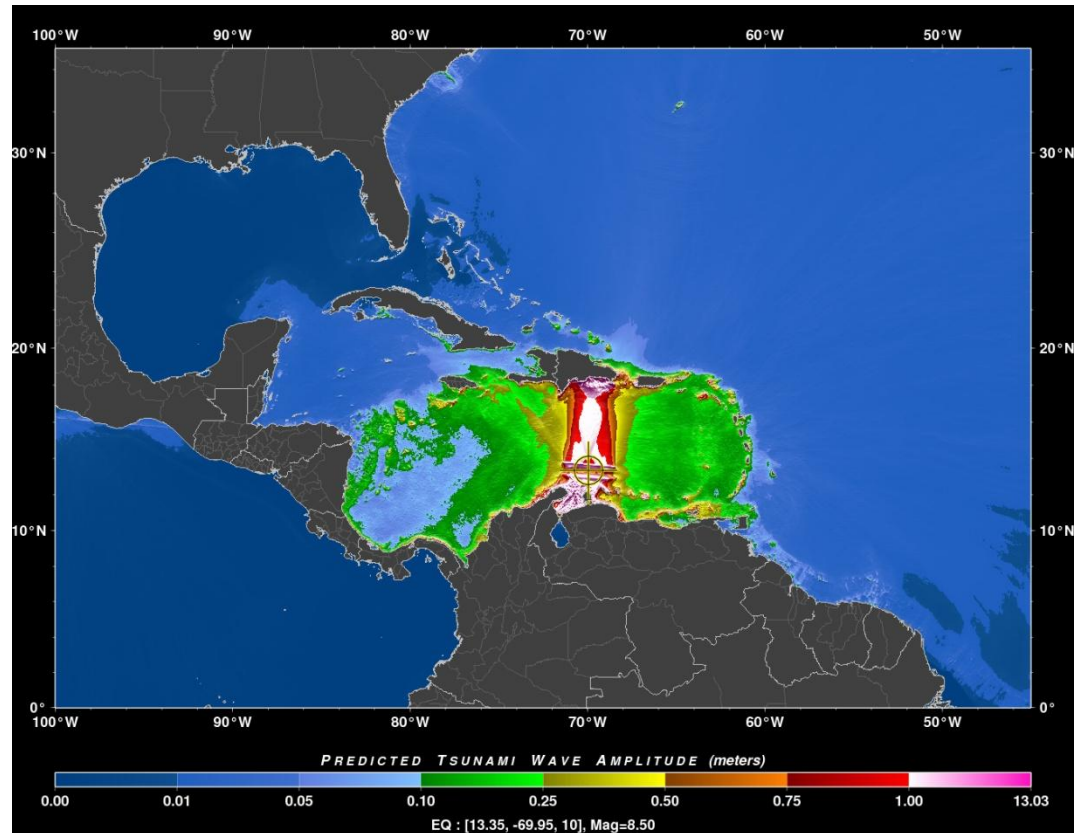 100°W 90°W 80°W 70°W 60°W 50°W
30°N 30°N
20°N 20°N
10°N 10°N
0° 0°
100°W 90°W 80°W 70°W 60°W 50°W
PREDICTED TSUNAMI WAVE AMPLITUDE (meters)
0.00 0.01 0.05 0.10 0.25 0.50 0.75 1.00 13.03
EQ : [13.35, -69.95, 10], Mag=8.50